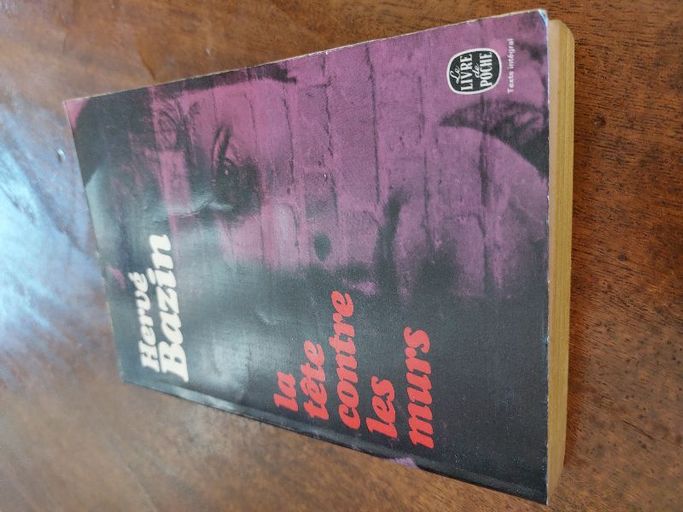 Hervé
Bazin
la
tête
contre
les
murs
Le
LIVRE
de
POCHE
Texte intégral